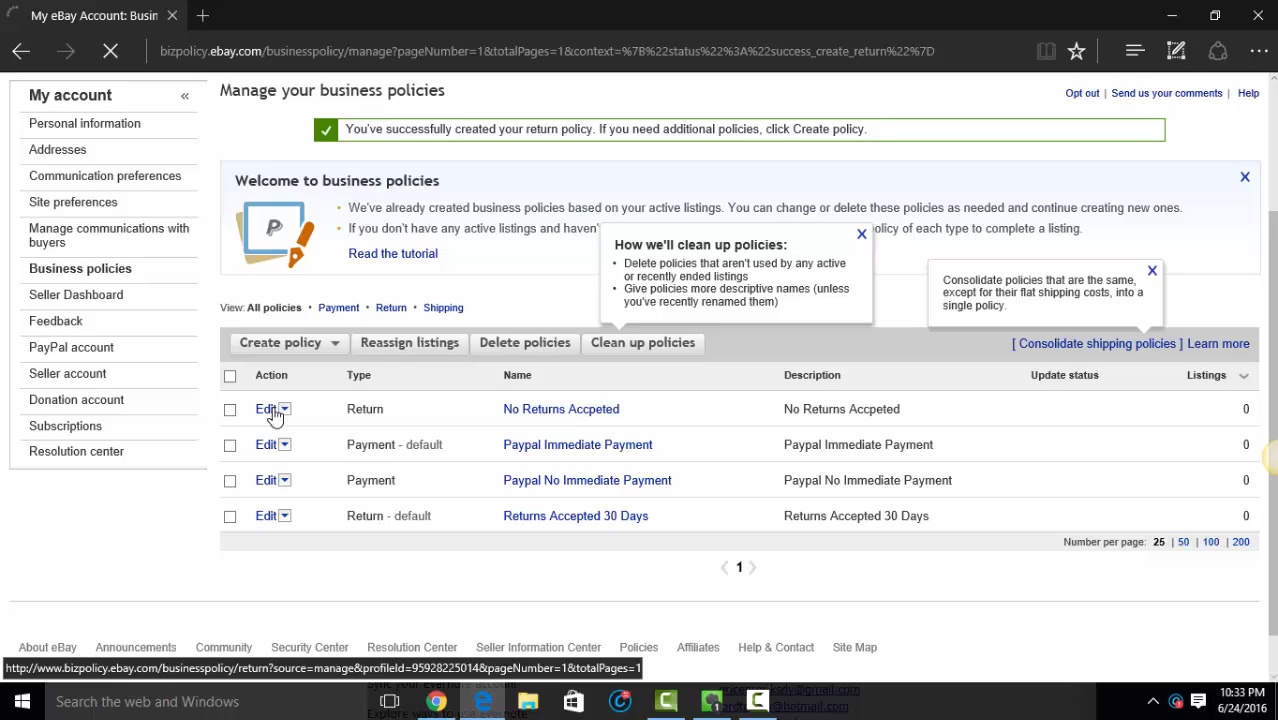 My eBay Account: Busin
bizpolicy.ebay.com/businesspolicy/manage?pageNumber=1&totalPages=1&context=%7B%22status%22%3A%22success_create_return%22%7D
My account «
Personal information
Addresses
Communication preferences
Site preferences
Manage communications with
buyers
Business policies
Seller Dashboard
Feedback
PayPal account
Seller account
Donation account
Subscriptions
Resolution center
Manage your business policies
Opt out | Send us your comments | Help
You've successfully created your return policy. If you need additional policies, click Create policy.
Welcome to business policies
• We've already created business policies based on your active listings. You can change or delete these policies as needed and continue creating new ones.
• If you don't have any active listings and haven' olicy of each type to complete a listing.
Read the tutorial
How we'll clean up policies:
• Delete policies that aren't used by any active
or recently ended listings
• Give policies more descriptive names (unless
you've recently renamed them)
Consolidate policies that are the same,
except for their flat shipping costs, into a
single policy.
View: All policies • Payment • Return • Shipping
Create policy Reassign listings Delete policies Clean up policies [ Consolidate shipping policies ] Learn more
Action Type Name Description Update status Listings
Edit Return No Returns Accpeted No Returns Accpeted 0
Edit Payment - default Paypal Immediate Payment Paypal Immediate Payment 0
Edit Payment Paypal No Immediate Payment Paypal No Immediate Payment 0
Edit Return - default Returns Accepted 30 Days Returns Accepted 30 Days 0
Number per page: 25 | 50 | 100 | 200
1
About eBay Announcements Community Security Center Resolution Center Seller Information Center Policies Affiliates Help & Contact Site Map
http://www.bizpolicy.ebay.com/businesspolicy/return?source=manage&profileId=95928225014&pageNumber=1&totalPages=1
Search the web and Windows
Explore ways to use Evernote
10:33 PM
6/24/2016